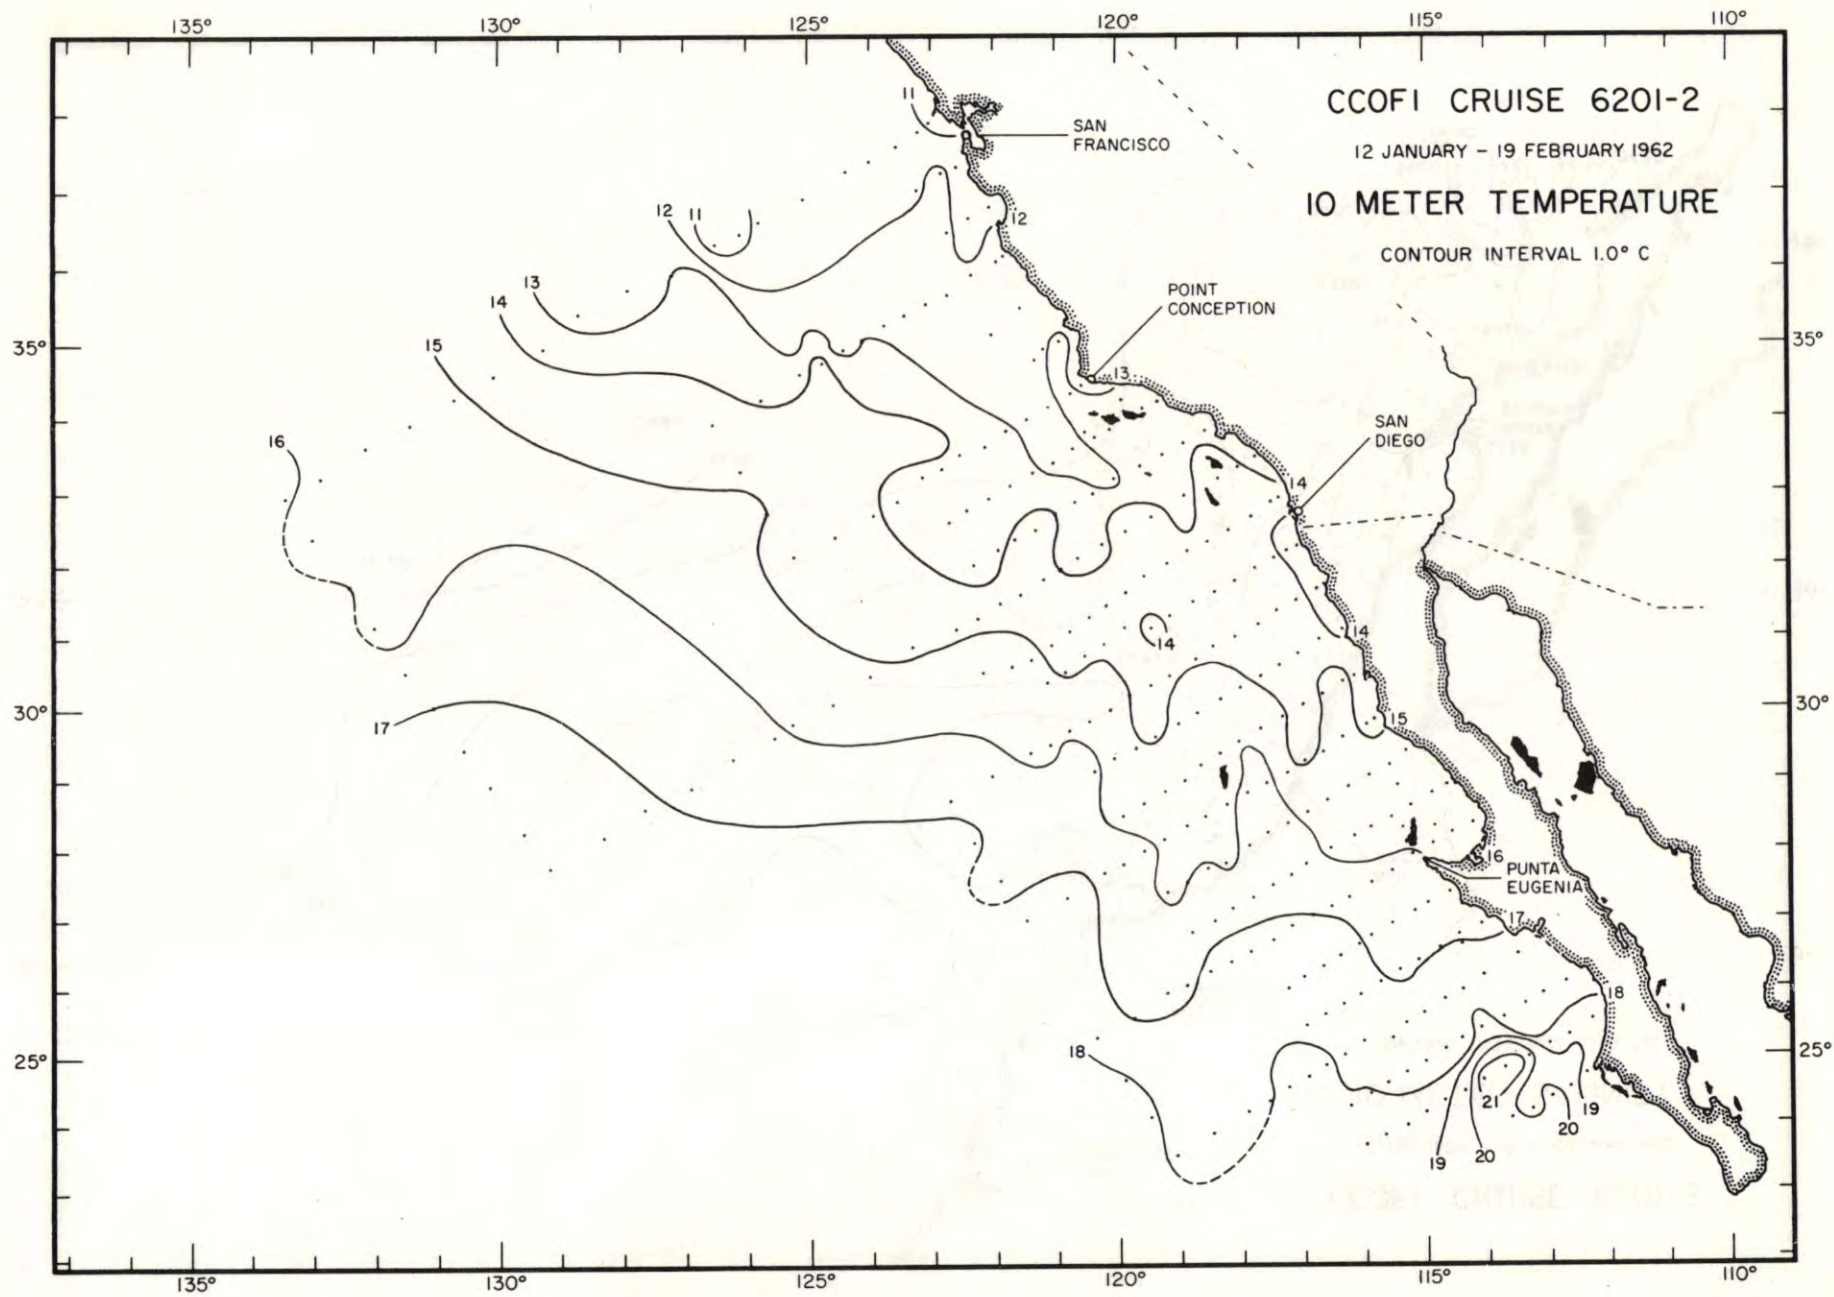 135° 130° 125° 120° 115° 110°
CCOFI CRUISE 6201-2
12 JANUARY – 19 FEBRUARY 1962
10 METER TEMPERATURE
CONTOUR INTERVAL 1.0° C
11
SAN
FRANCISCO
12 11
12
13
14
POINT
CONCEPTION
15
35° 35°
13
16
SAN
DIEGO
14
14
14
30° 30°
17
15
16
PUNTA
EUGENIA
17
18
18
25° 25°
21 19
20
19 20
135° 130° 125° 120° 115° 110°